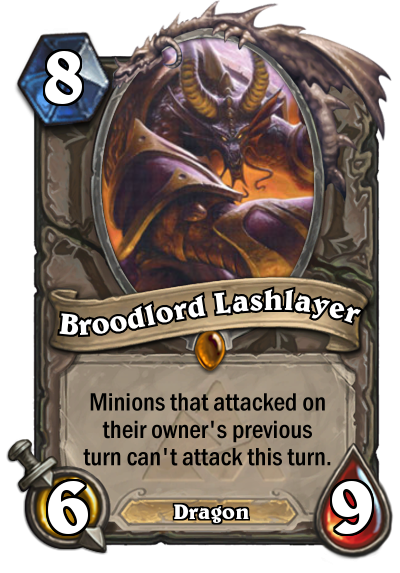 8
Broodlord Lashlayer
Minions that attacked on
their owner's previous
turn can't attack this turn.
6
Dragon
9